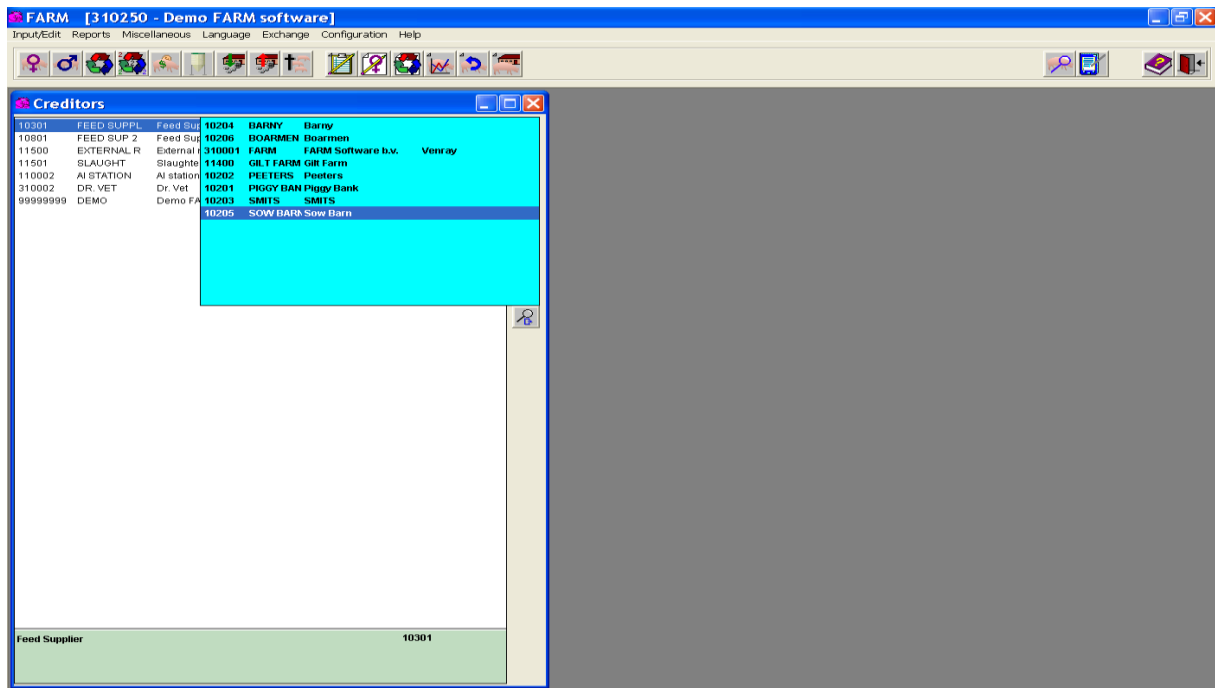 FARM [310250 - Demo FARM software]
Input/Edit Reports Miscellaneous Language Exchange Configuration Help
Creditors
10301 FEED SUPPL Feed Sup
10801 FEED SUP 2 Feed Sup
11500 EXTERNAL R External r
11501 SLAUGHT Slaughte
110002 AI STATION AI station
310002 DR. VET Dr. Vet
99999999 DEMO Demo FA
10204 BARNY Barny
10206 BOARMEN Boarmen
310001 FARM FARM Software b.v. Venray
11400 GILT FARM Gilt Farm
10202 PEETERS Peeters
10201 PIGGY BAN Piggy Bank
10203 SMITS SMITS
10205 SOW BARN Sow Barn
Feed Supplier 10301